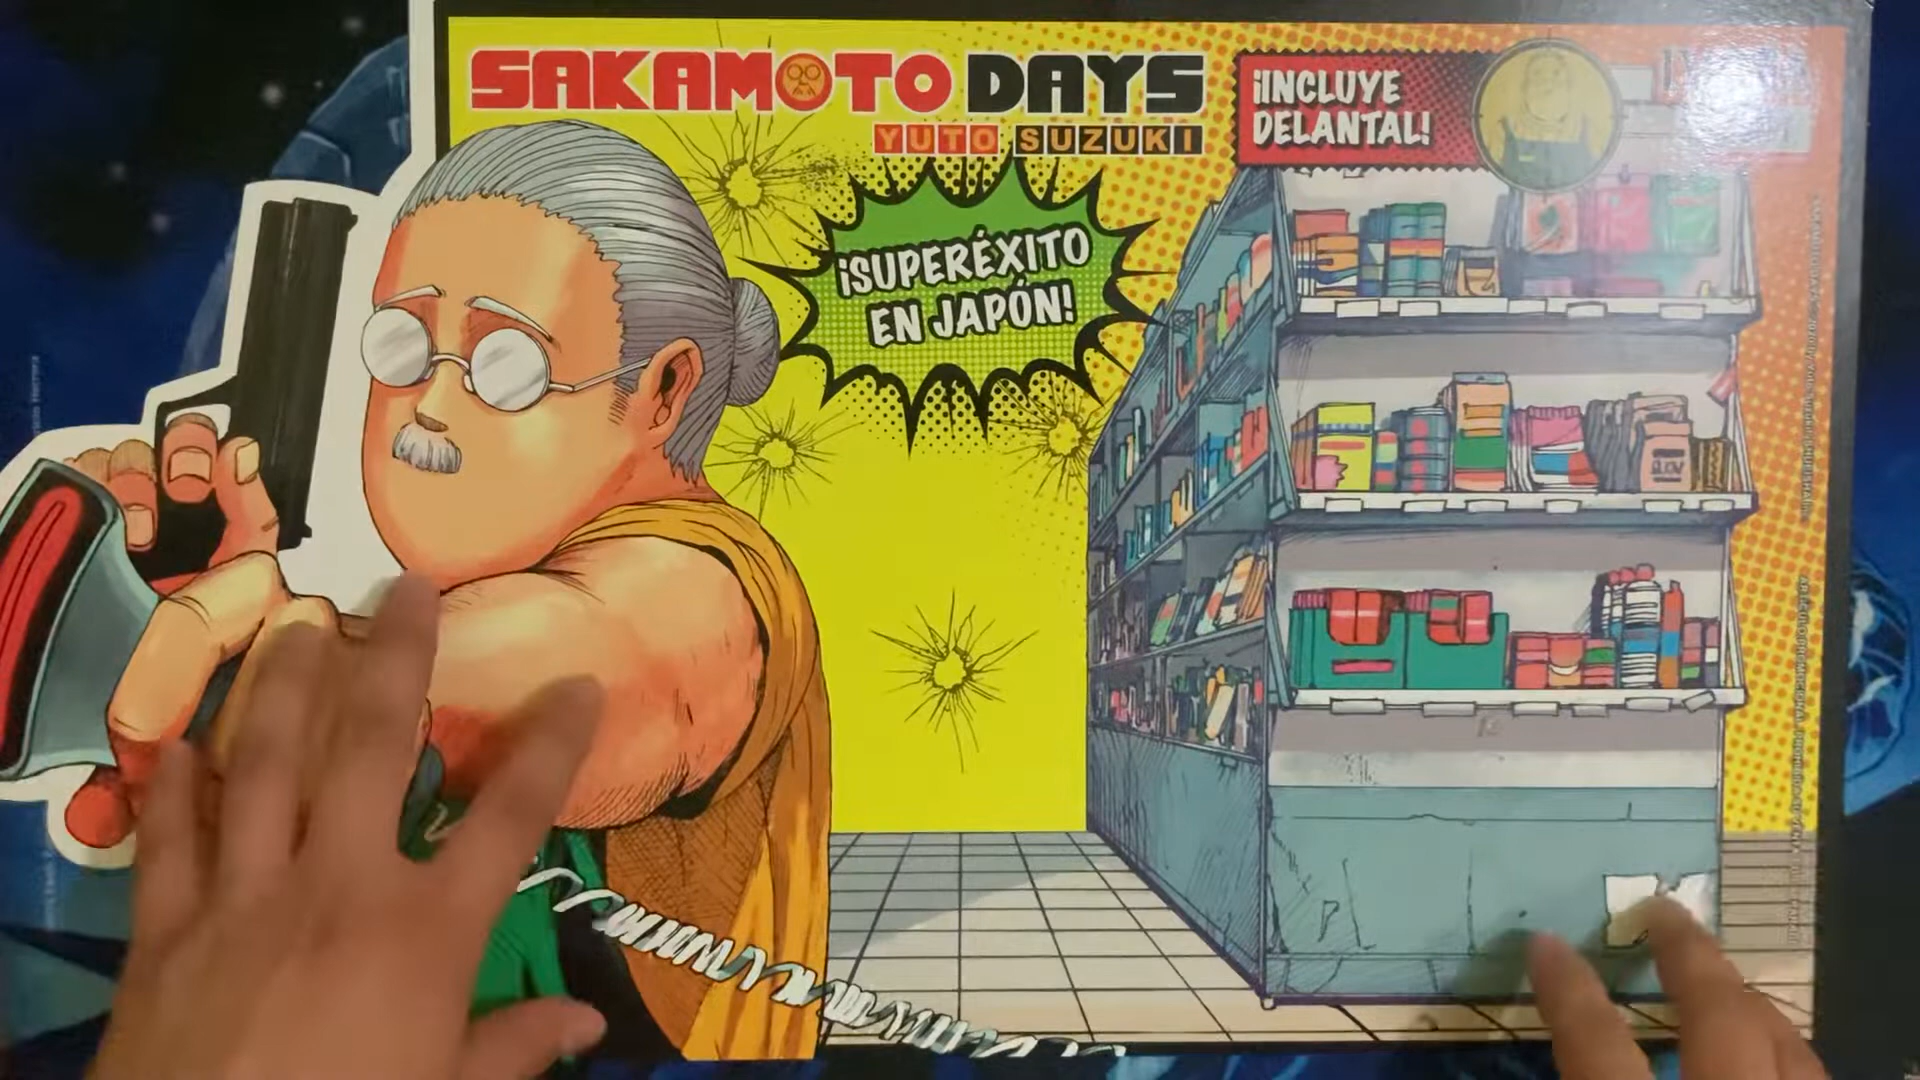 SAKAMOTO DAYS
YUTO SUZUKI
¡INCLUYE
DELANTAL!
¡SUPERÉXITO
EN JAPÓN!